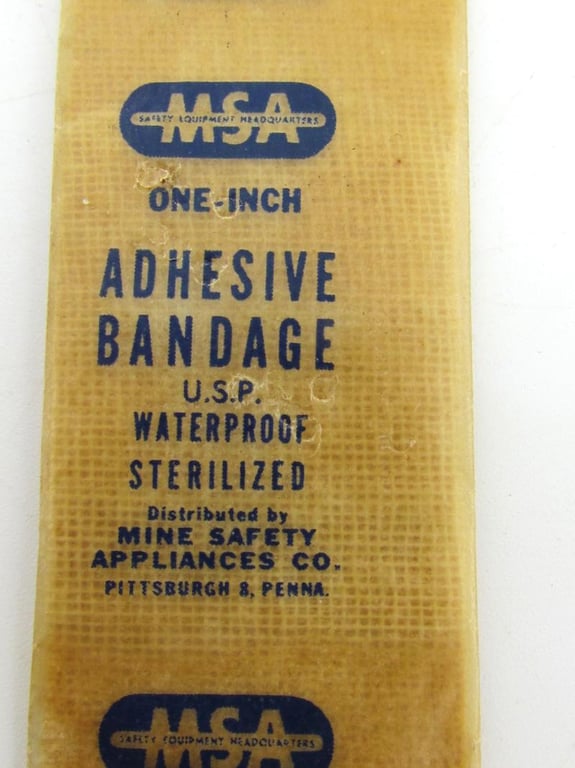 MSA
SAFETY EQUIPMENT HEADQUARTERS
ONE-INCH
ADHESIVE
BANDAGE
U.S.P.
WATERPROOF
STERILIZED
Distributed by
MINE SAFETY
APPLIANCES CO.
PITTSBURGH 8, PENNA.
MSA
SAFETY EQUIPMENT HEADQUARTERS